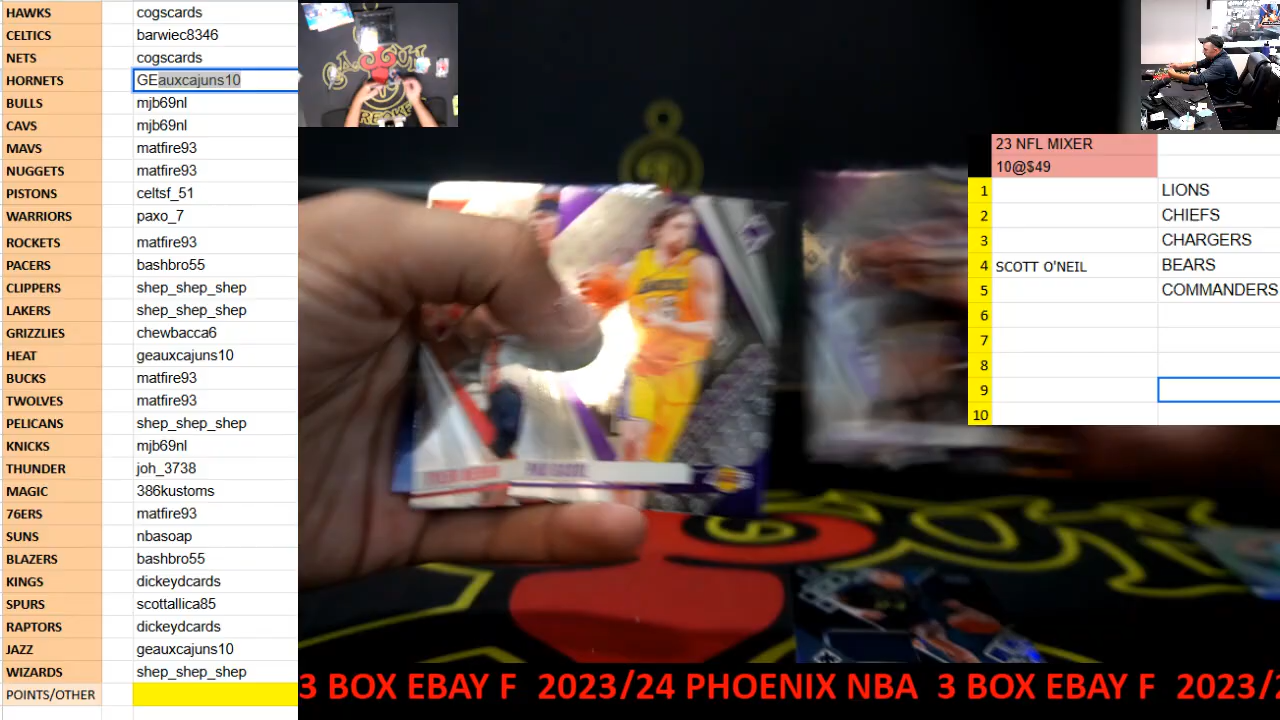 HAWKS cogscards
CELTICS barwiec8346
NETS cogscards
HORNETS GEauxcajuns10
BULLS mjb69nl
CAVS mjb69nl
MAVS matfire93
NUGGETS matfire93
PISTONS celtsf_51
WARRIORS paxo_7
ROCKETS matfire93
PACERS bashbro55
CLIPPERS shep_shep_shep
LAKERS shep_shep_shep
GRIZZLIES chewbacca6
HEAT geauxcajuns10
BUCKS matfire93
TWOLVES matfire93
PELICANS shep_shep_shep
KNICKS mjb69nl
THUNDER joh_3738
MAGIC 386kustoms
76ERS matfire93
SUNS nbasoap
BLAZERS bashbro55
KINGS dickeydcards
SPURS scottallica85
RAPTORS dickeydcards
JAZZ geauxcajuns10
WIZARDS shep_shep_shep
POINTS/OTHER
23 NFL MIXER
10@$49
1 LIONS
2 CHIEFS
3 CHARGERS
4 SCOTT O'NEIL BEARS
5 COMMANDERS
6
7
8
9
10
PAU GASOL
3 BOX EBAY F 2023/24 PHOENIX NBA 3 BOX EBAY F 2023/2